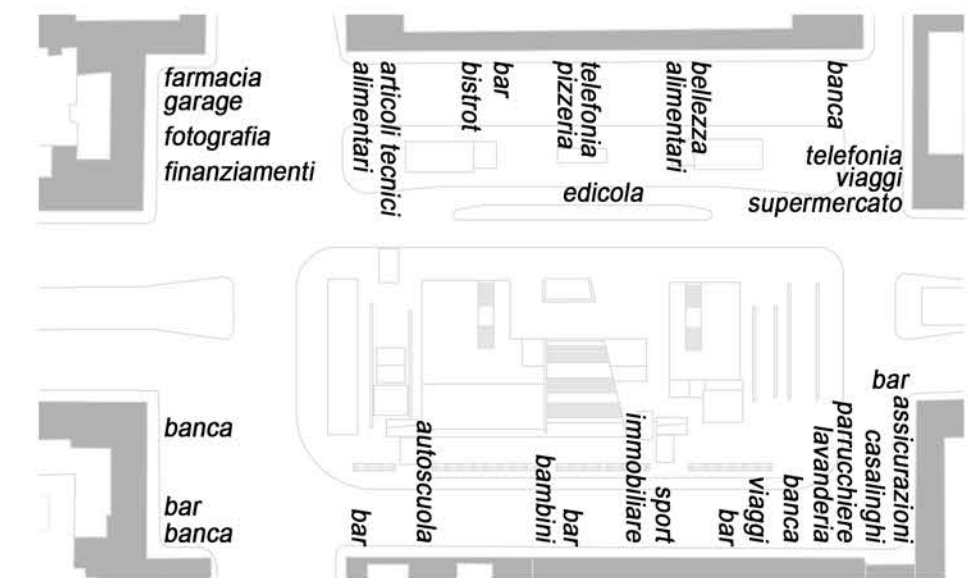 farmacia
garage
fotografia
finanziamenti
alimentari
articoli tecnici
bistrot
bar
pizzeria
telefonia
alimentari
bellezza
banca
telefonia
viaggi
supermercato
edicola
banca
bar
banca
bar
autoscuola
bambini
bar
immobiliare
sport
bar
viaggi
banca
lavanderia
parrucchiere
casalinghi
assicurazioni
bar